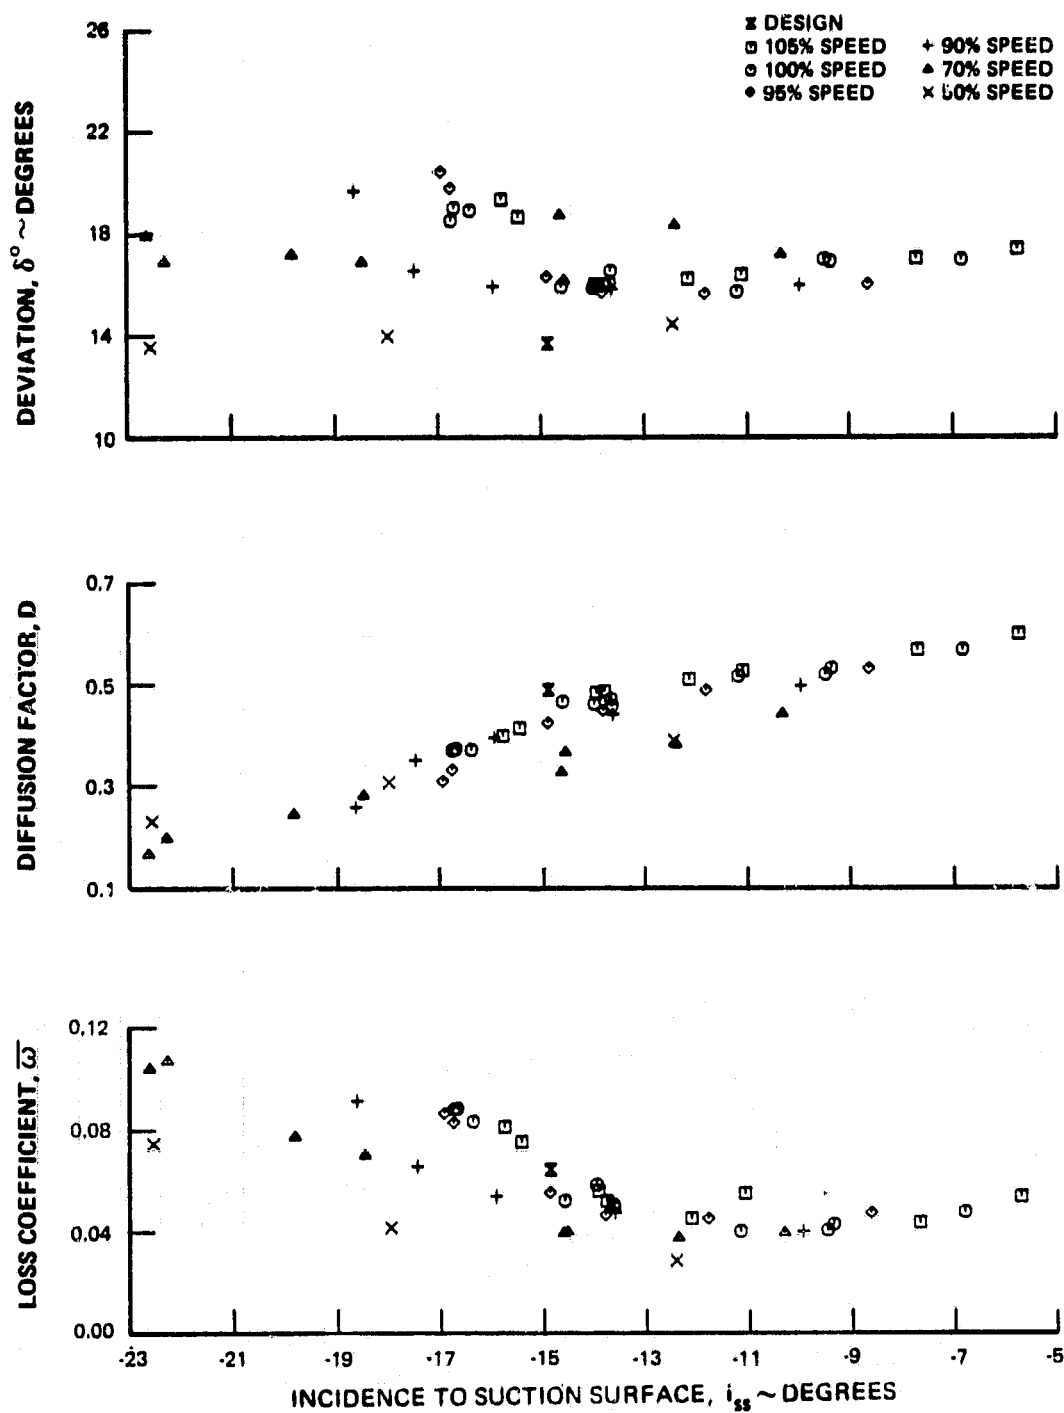 DESIGN
105% SPEED
100% SPEED
95% SPEED
90% SPEED
70% SPEED
50% SPEED
DEVIATION, δ° ~ DEGREES
26
22
18
14
10
DIFFUSION FACTOR, D
0.7
0.5
0.3
0.1
LOSS COEFFICIENT, ω̅
0.12
0.08
0.04
0.00
-23 -21 -19 -17 -15 -13 -11 -9 -7 -5
INCIDENCE TO SUCTION SURFACE, iss ~ DEGREES